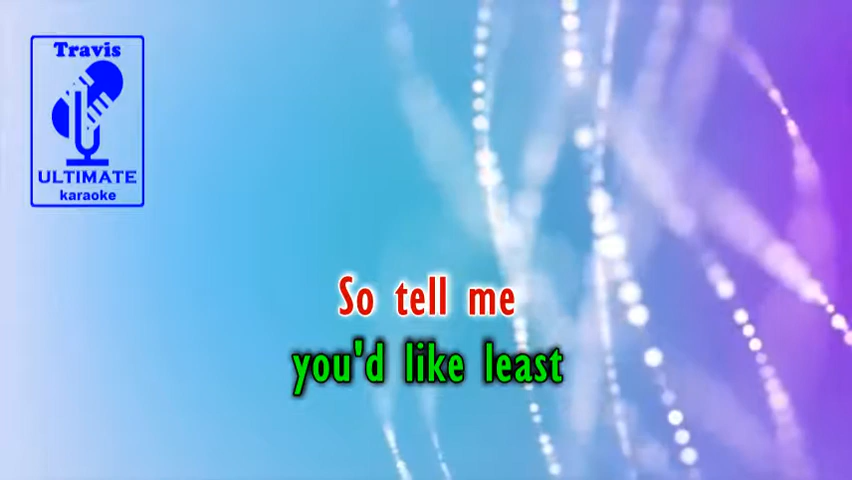 Travis
ULTIMATE
karaoke
So tell me
you'd like least